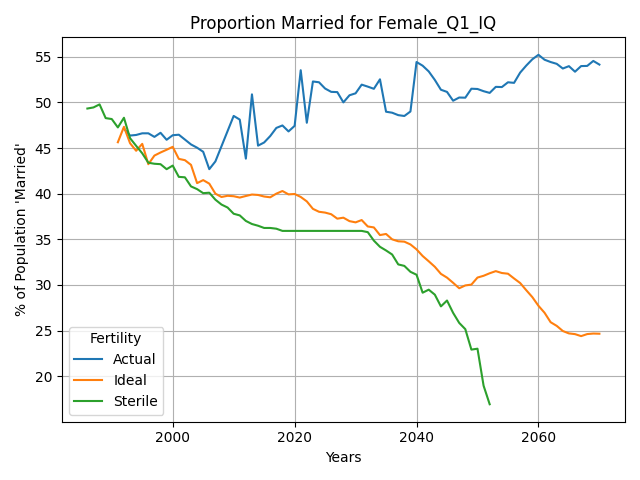 Proportion Married for Female_Q1_IQ
% of Population 'Married'
55
50
45
40
35
30
25
20
Fertility
Actual
Ideal
Sterile
2000 2020 2040 2060
Years